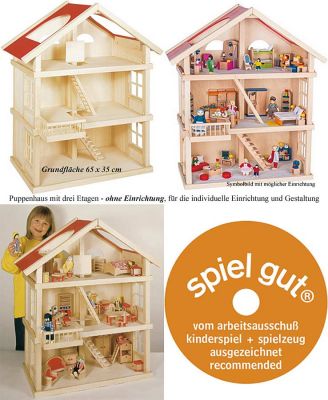 Grundfläche 65 x 35 cm
Symbolbild mit möglicher Einrichtung
Puppenhaus mit drei Etagen - ohne Einrichtung, für die individuelle Einrichtung und Gestaltung
spiel gut®
vom arbeitsausschuß
kinderspiel + spielzeug
ausgezeichnet
recommended